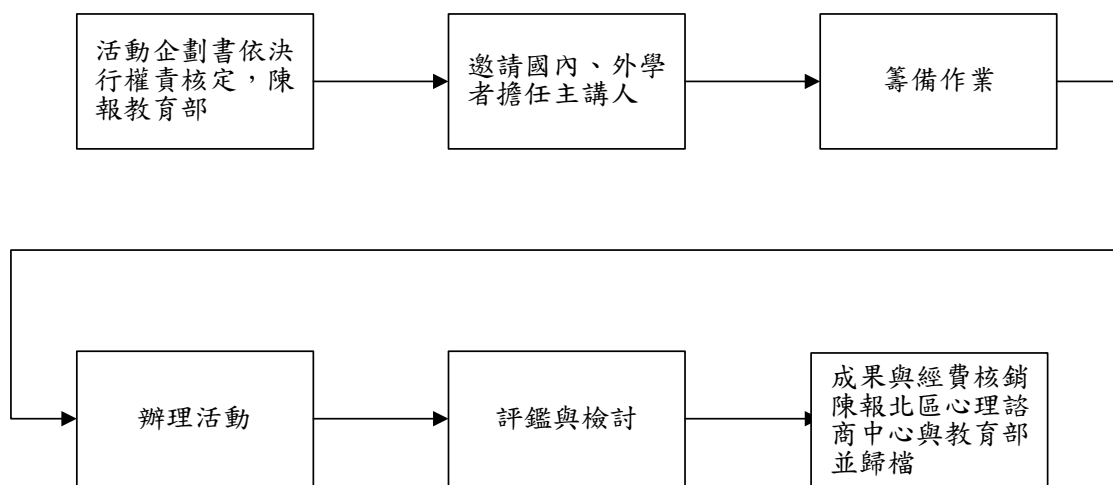 活動企劃書依決
行權責核定，陳
報教育部
邀請國內、外學
者擔任主講人
籌備作業
辦理活動
評鑑與檢討
成果與經費核銷
陳報北區心理諮
商中心與教育部
並歸檔